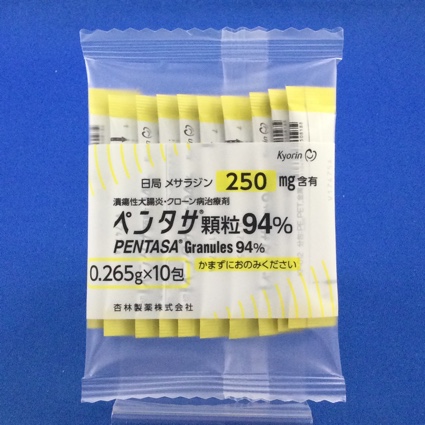 Kyorin
日局 メサラジン 250 mg 含有
潰瘍性大腸炎・クローン病治療剤
ペンタサ® 顆粒94%
PENTASA® Granules 94%
0.265g×10包 かまずにおのみください
杏林製薬株式会社